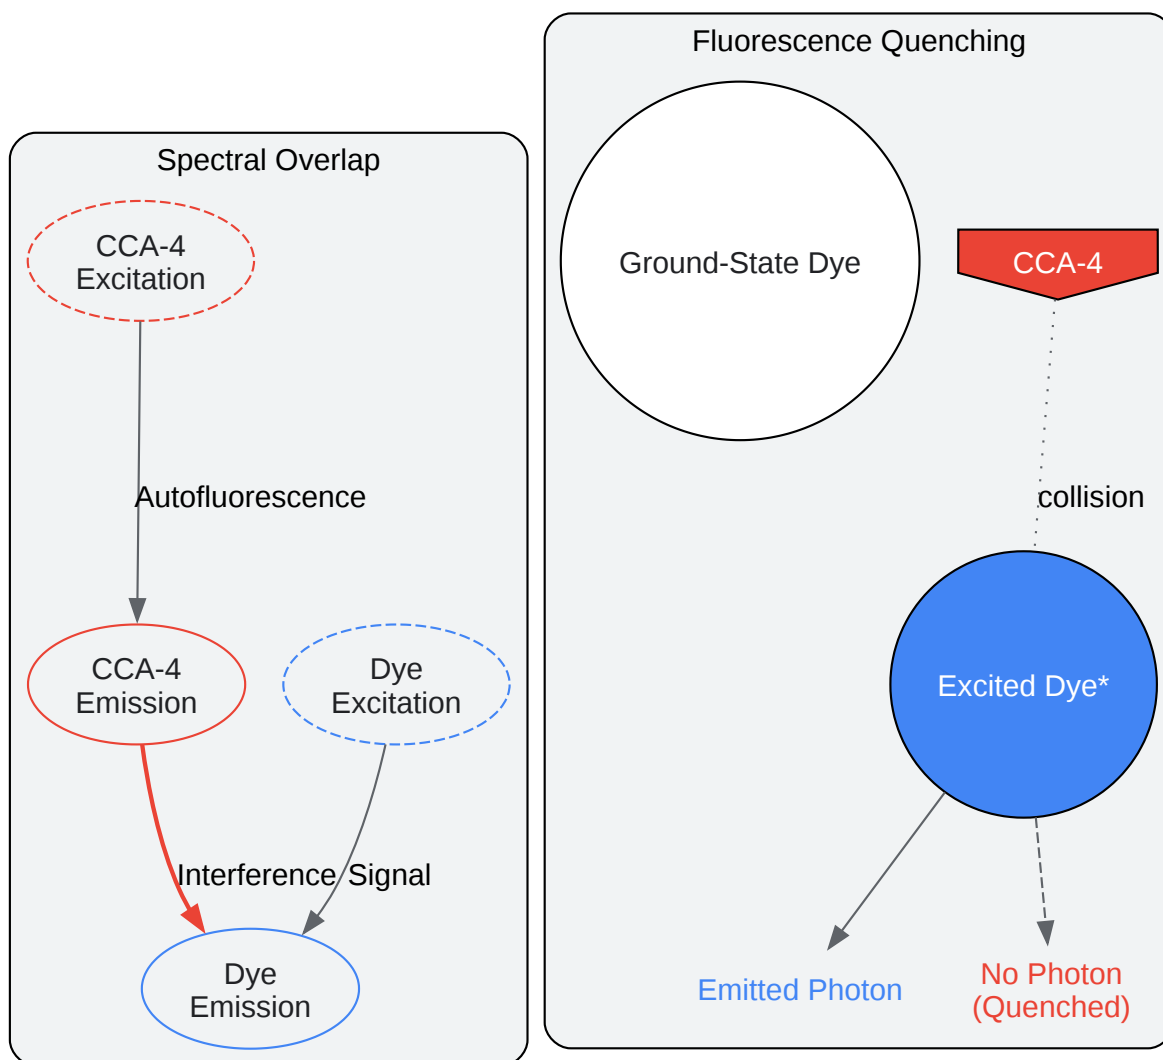 Spectral Overlap
CCA-4
Excitation
Autofluorescence
CCA-4
Emission
Dye
Excitation
Interference
Signal
Dye
Emission
Fluorescence Quenching
Ground-State Dye
CCA-4
collision
Excited Dye*
Emitted Photon
No Photon
(Quenched)